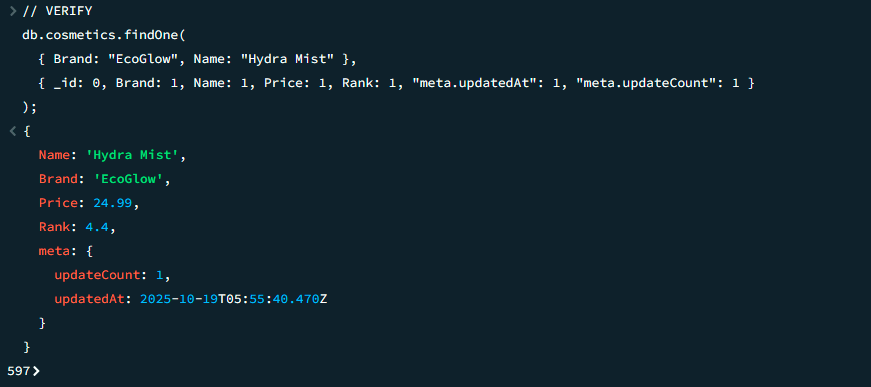 > // VERIFY
db.cosmetics.findOne(
{ Brand: "EcoGlow", Name: "Hydra Mist" },
{ _id: 0, Brand: 1, Name: 1, Price: 1, Rank: 1, "meta.updatedAt": 1, "meta.updateCount": 1 }
);
< {
Name: 'Hydra Mist',
Brand: 'EcoGlow',
Price: 24.99,
Rank: 4.4,
meta: {
updateCount: 1,
updatedAt: 2025-10-19T05:55:40.470Z
}
}
597>